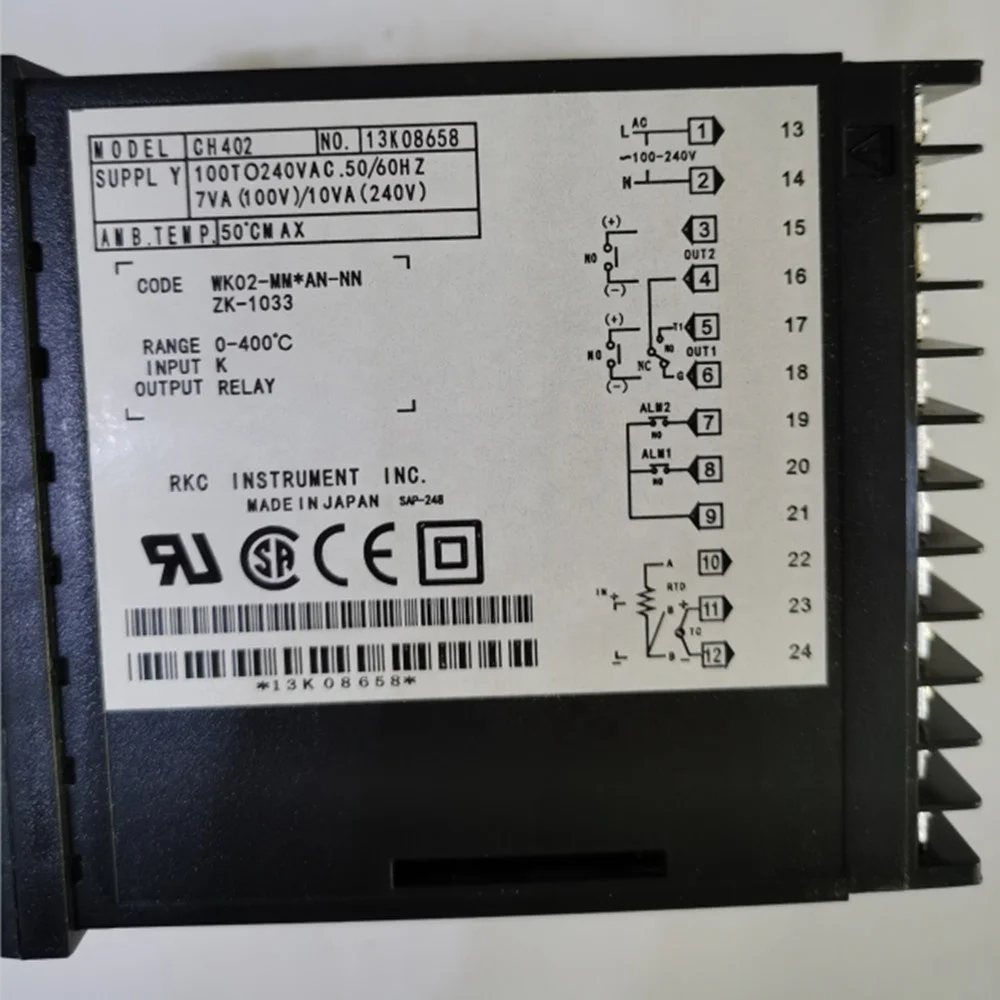 MODEL CH402 NO. 13K08658
SUPPLY 100TO240VAC.50/60HZ
7VA(100V)/10VA(240V)
AMB.TEMP. 50°CMAX
CODE WK02-MM*AN-NN
ZK-1033
RANGE 0-400°C
INPUT K
OUTPUT RELAY
RKC INSTRUMENT INC.
MADE IN JAPAN SAP-248
RU SA CE
*13K08658*
L AC 1 13
~100-240V
N 2 14
(+) 3 15
NO OUT2
(-) 4 16
(+) T1 5 17
NO NO OUT1
NC
(-) G 6 18
ALM2 7 19
NO
ALM1 8 20
NO
9 21
A 10 22
RTD
IN + B + 11 23
TC
- B - 12 24